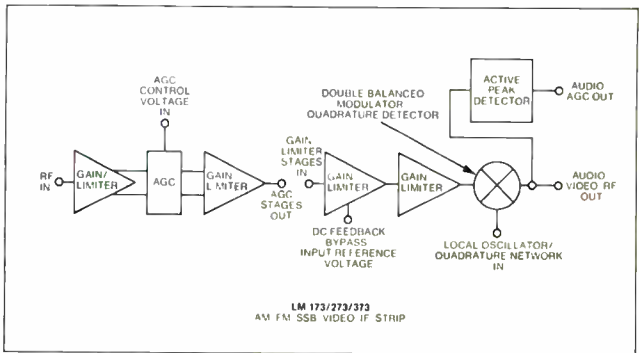 AGC
CONTROL
VOLTAGE
IN
RF
IN
GAIN/
LIMITER
AGC
GAIN
LIMITER
AGC
STAGES
OUT
GAIN
LIMITER
STAGES
IN
GAIN
LIMITER
GAIN
LIMITER
DC FEEDBACK
BYPASS
INPUT REFERENCE
VOLTAGE
DOUBLE BALANCED
MODULATOR
QUADRATURE DETECTOR
ACTIVE
PEAK
DETECTOR
AUDIO
AGC OUT
AUDIO
VIDEO RF
OUT
LOCAL OSCILLATOR/
QUADRATURE NETWORK
IN
LM 173/273/373
AM FM SSB VIDEO IF STRIP